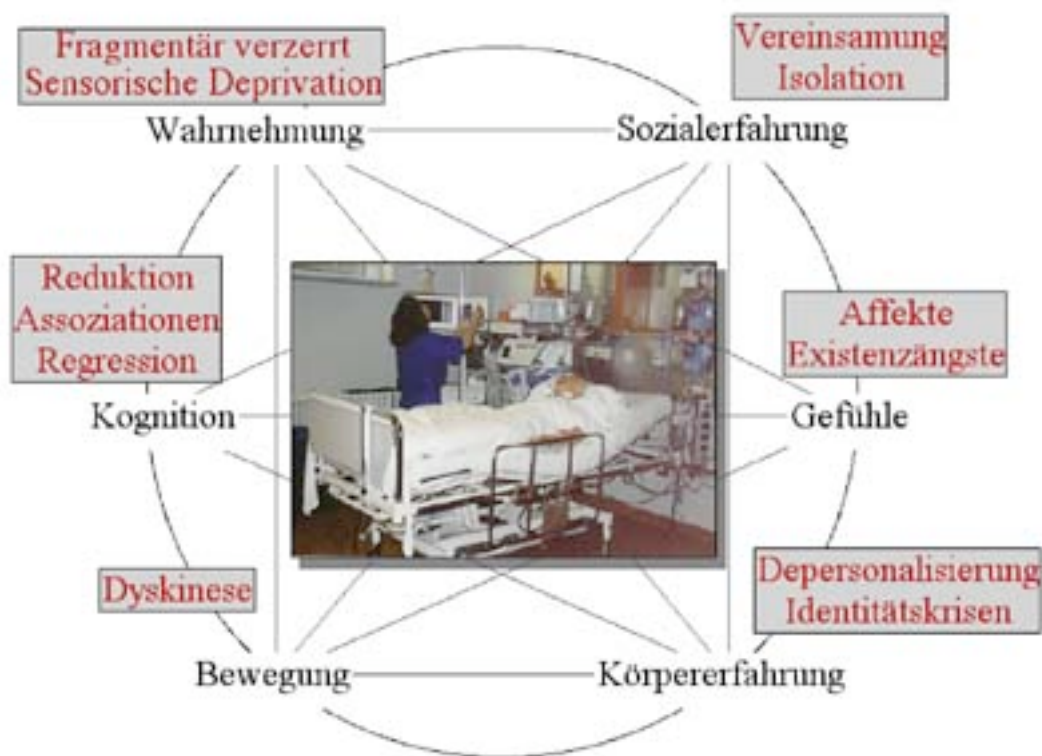 Fragmentär verzerrt
Sensorische Deprivation
Wahrnehmung
Vereinsamung
Isolation
Sozialerfahrung
Reduktion
Assoziationen
Regression
Kognition
Affekte
Existenzängste
Gefühle
Dyskinese
Bewegung
Depersonalisierung
Identitätskrisen
Körpererfahrung